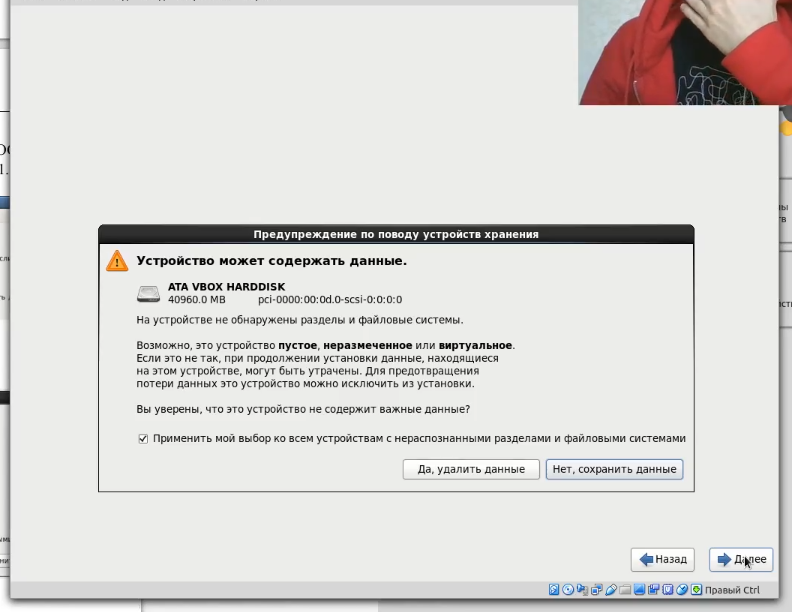 Предупреждение по поводу устройств хранения
Устройство может содержать данные.
ATA VBOX HARDDISK
40960.0 MB pci-0000:00:0d.0-scsi-0:0:0:0
На устройстве не обнаружены разделы и файловые системы.
Возможно, это устройство пустое, неразмеченное или виртуальное.
Если это не так, при продолжении установки данные, находящиеся
на этом устройстве, могут быть утрачены. Для предотвращения
потери данных это устройство можно исключить из установки.
Вы уверены, что это устройство не содержит важные данные?
Применить мой выбор ко всем устройствам с нераспознанными разделами и файловыми системами
Да, удалить данные Нет, сохранить данные
Назад Далее
Правый Ctrl